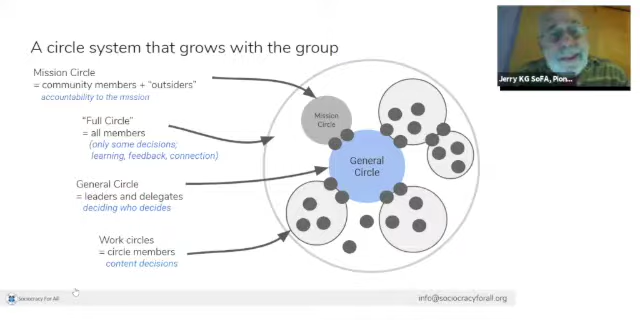 A circle system that grows with the group
Mission Circle
= community members + "outsiders"
accountability to the mission
"Full Circle"
= all members
(only some decisions;
learning, feedback, connection)
General Circle
= leaders and delegates
deciding who decides
Work circles
= circle members
content decisions
Mission
Circle
General
Circle
Jerry KG SoFA, Pion...
Sociocracy For All
info@sociocracyforall.org